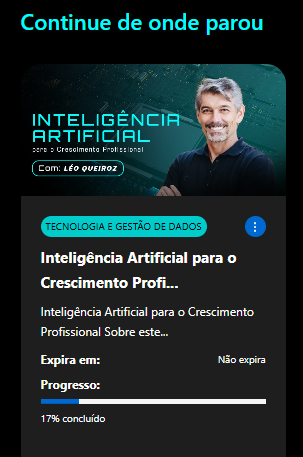 Continue de onde parou
INTELIGÊNCIA
ARTIFICIAL
para o Crescimento Profissional
Com: LÉO QUEIROZ
TECNOLOGIA E GESTÃO DE DADOS
Inteligência Artificial para o
Crescimento Profi...
Inteligência Artificial para o Crescimento
Profissional Sobre este...
Expira em: Não expira
Progresso:
17% concluído